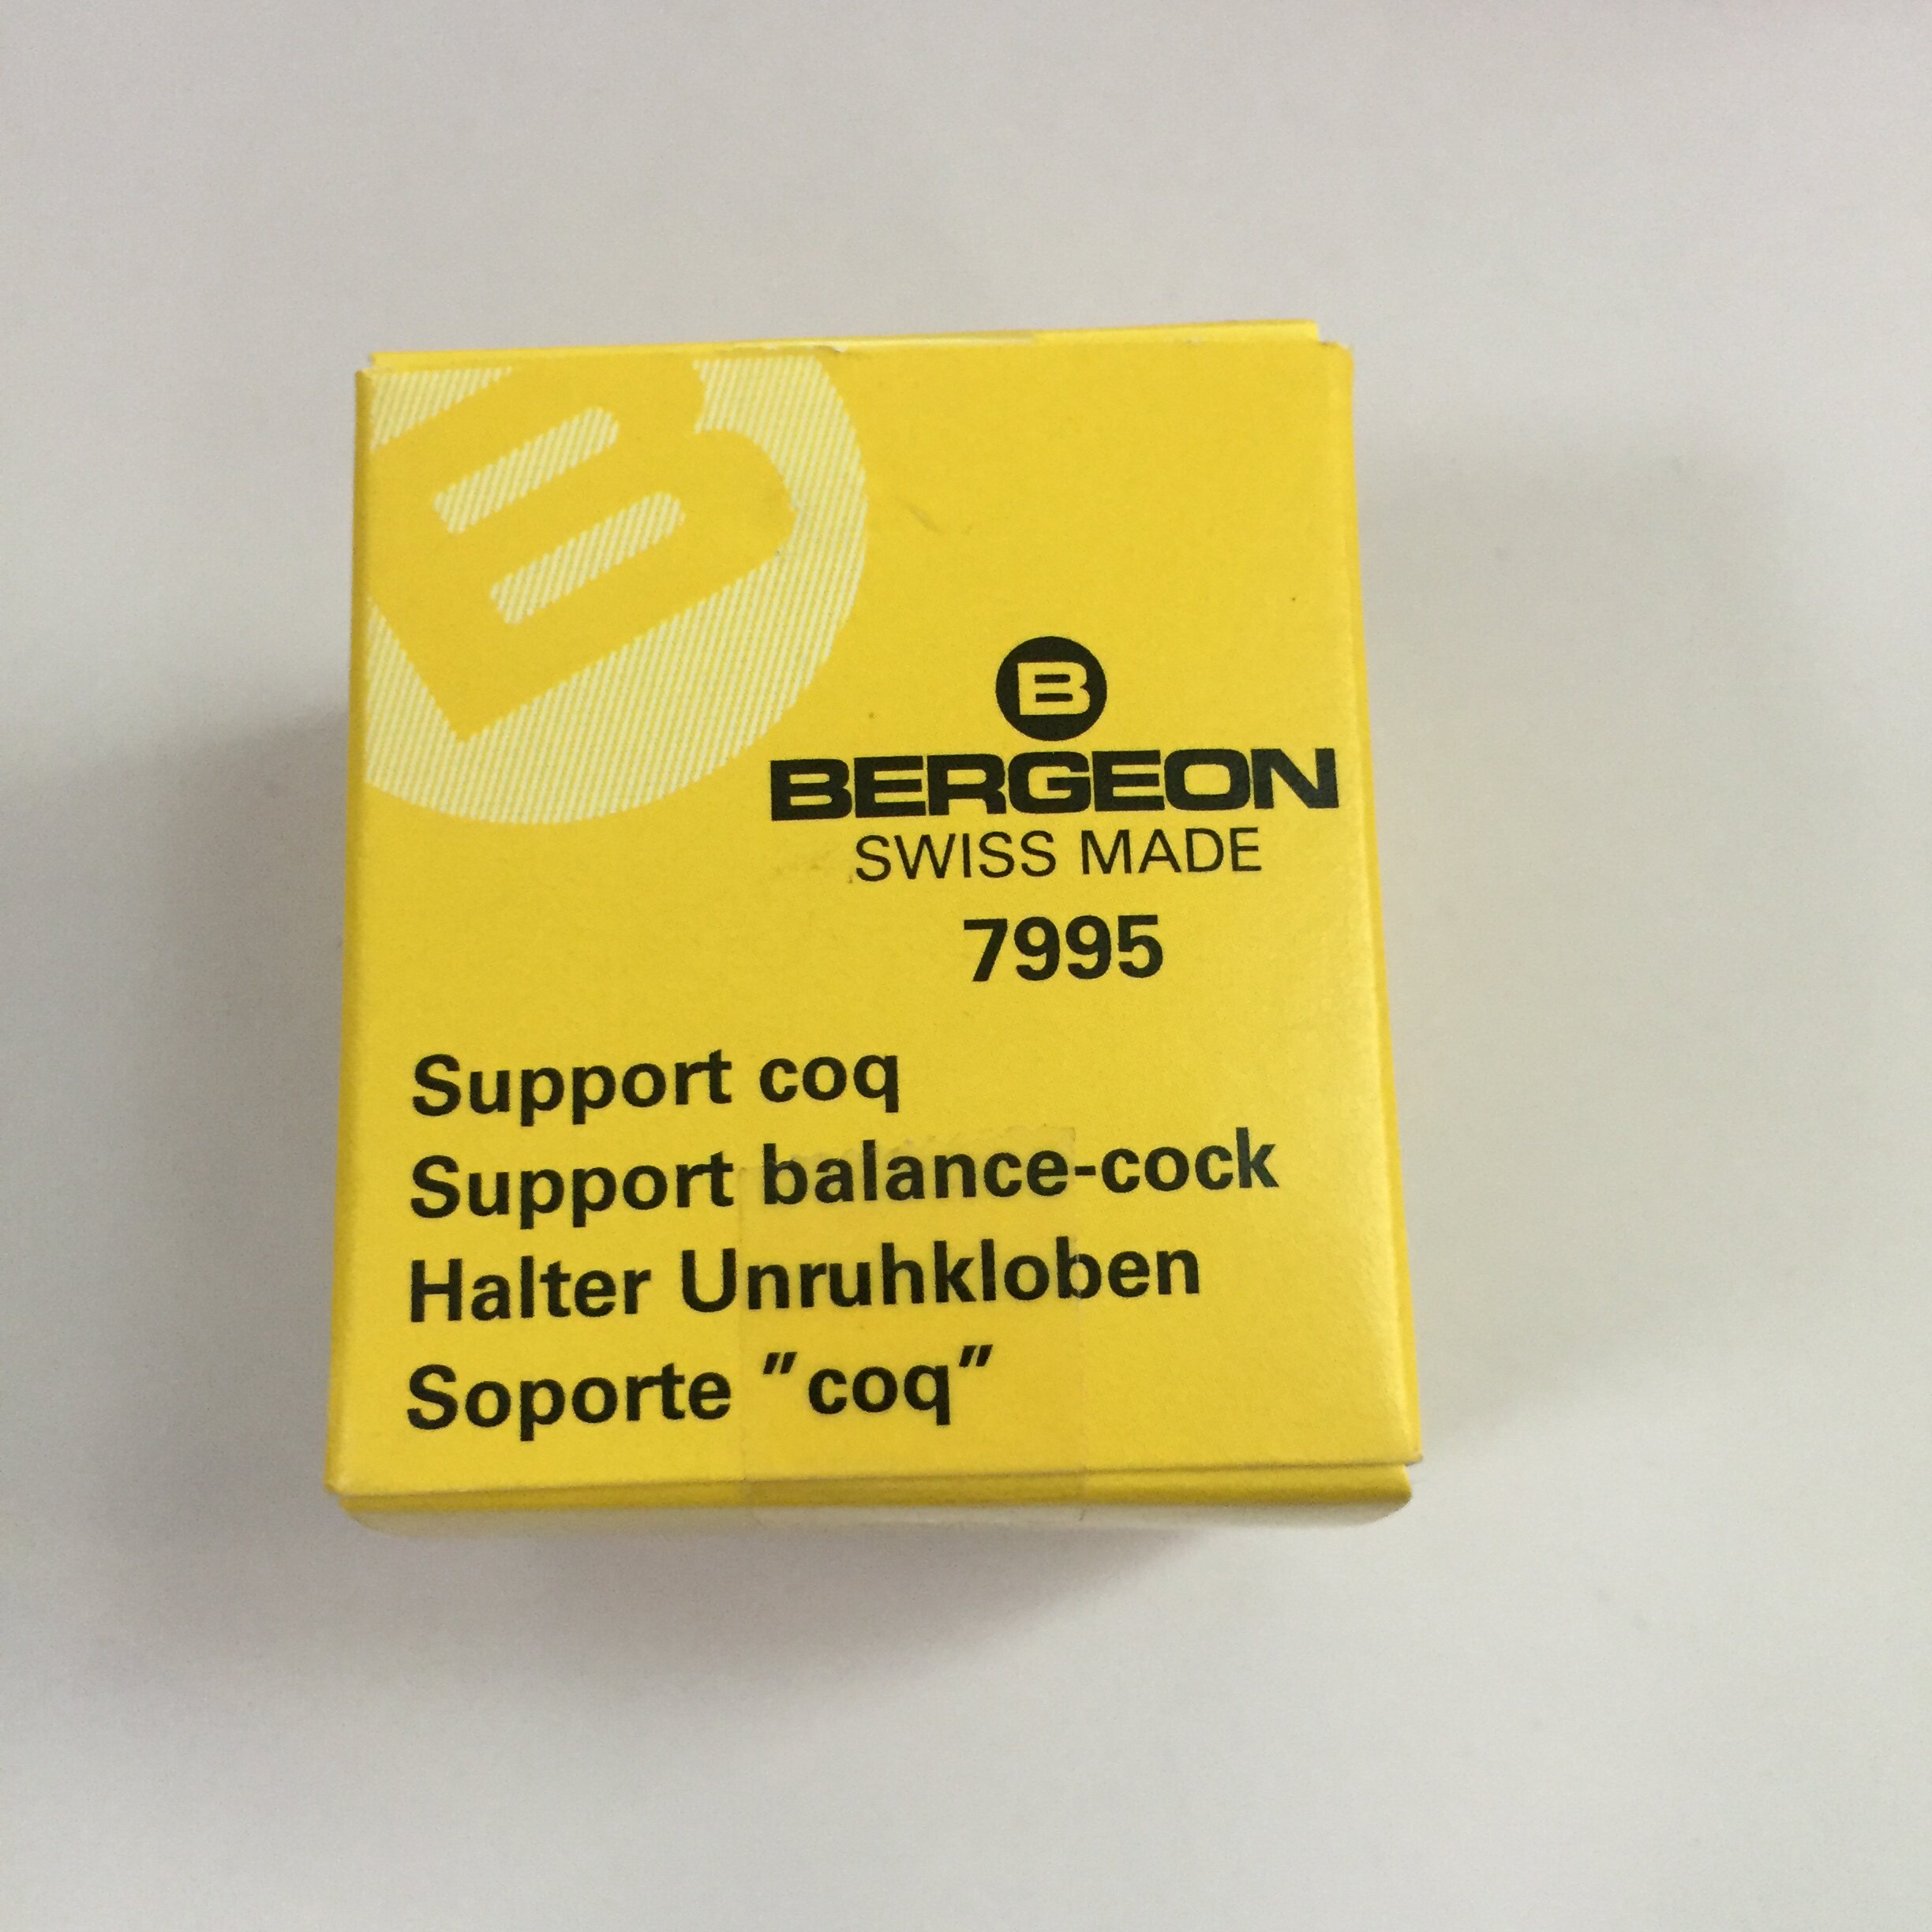 B
B
BERGEON
SWISS MADE
7995
Support coq
Support balance-cock
Halter Unruhkloben
Soporte "coq"